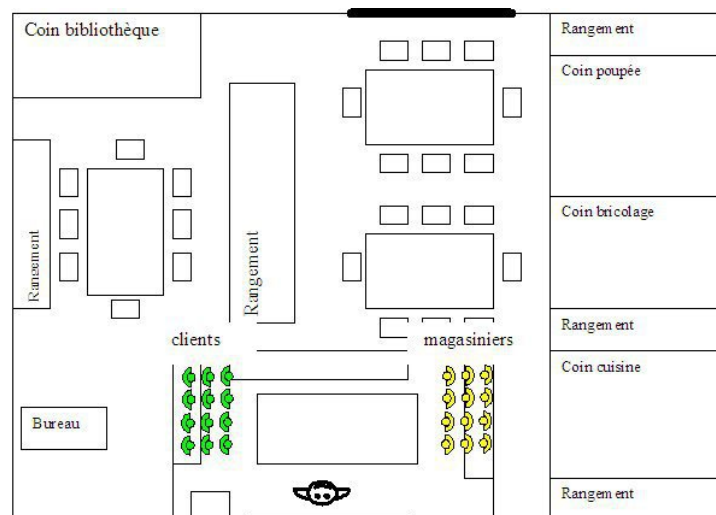 Coin bibliothèque
Rangement
Coin poupée
Coin bricolage
Rangement
Rangement
Rangement
clients
magasiniers
Coin cuisine
Bureau
Rangement